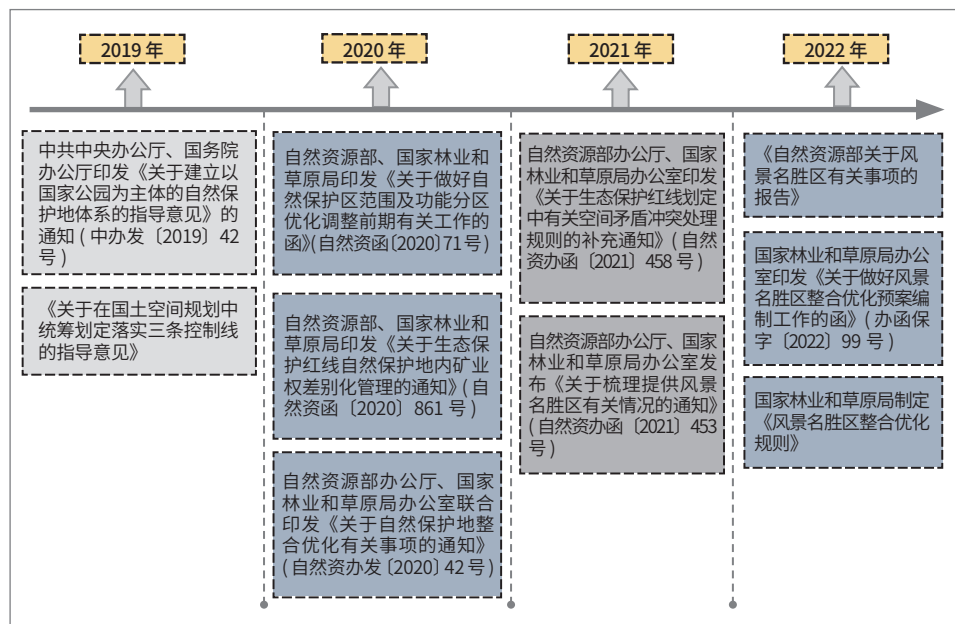 2019 年
2020 年
2021 年
2022 年
中共中央办公厅、国务院
办公厅印发《关于建立以
国家公园为主体的自然保
护地体系的指导意见》的
通知 ( 中办发〔2019〕42
号 )
《关于在国土空间规划中
统筹划定落实三条控制线
的指导意见》
自然资源部、国家林业和
草原局印发《关于做好自
然保护区范围及功能分区
优化调整前期有关工作的
函》( 自然资函〔2020〕71 号 )
自然资源部、国家林业和
草原局印发《关于生态保
护红线自然保护地内矿业
权差别化管理的通知》( 自
然资函〔2020〕861 号 )
自然资源部办公厅、国家
林业和草原局办公室联合
印发《关于自然保护地整
合优化有关事项的通知》
( 自然资办发〔2020〕42 号 )
自然资源部办公厅、国家
林业和草原局办公室印发
《关于生态保护红线划定
中有关空间矛盾冲突处理
规则的补充通知》( 自然
资办函〔2021〕458 号 )
自然资源部办公厅、国家
林业和草原局办公室发
布《关于梳理提供风景
名胜区有关情况的通知》
( 自然资办函〔2021〕453
号 )
《自然资源部关于风
景名胜区有关事项的
报告》
国家林业和草原局办公
室印发《关于做好风景
名胜区整合优化预案编
制工作的函》( 办函保
字〔2022〕99 号 )
国家林业和草原局制定
《风景名胜区整合优化
规则》